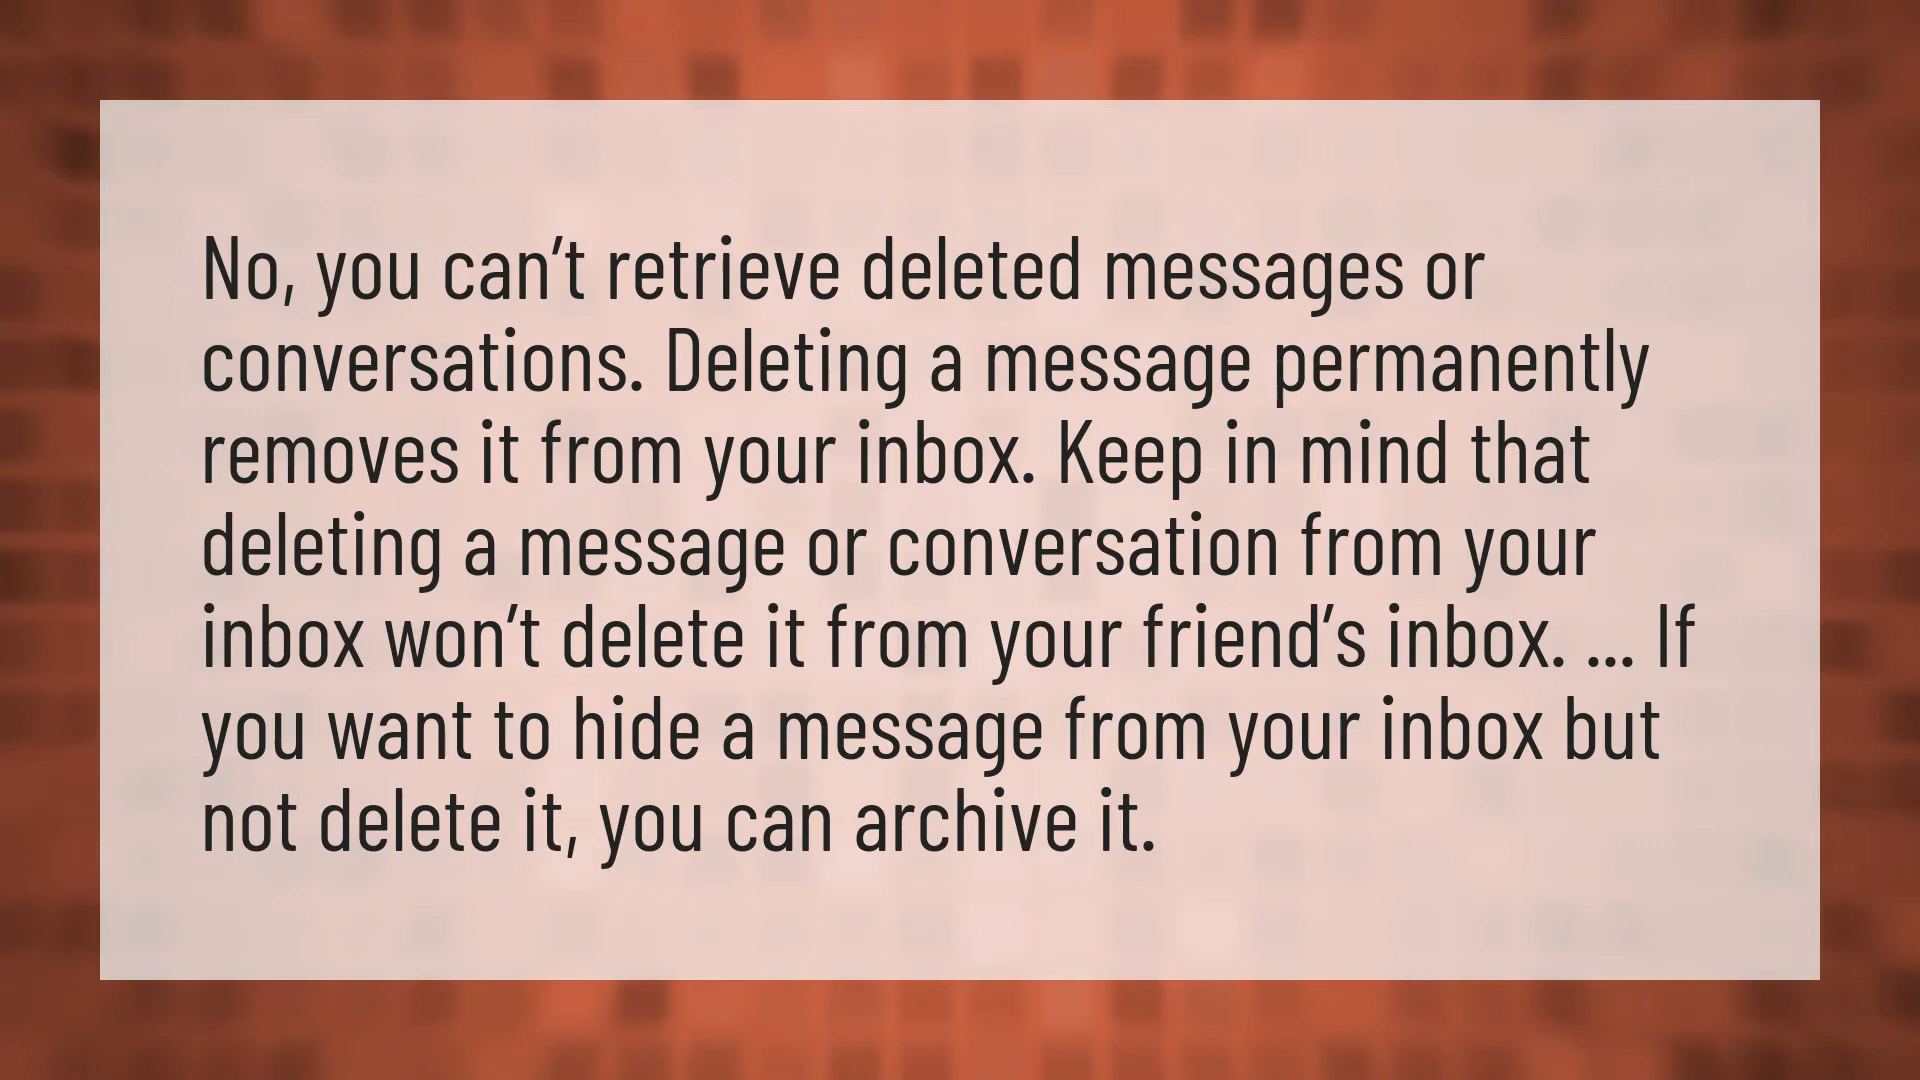 No, you can’t retrieve deleted messages or
conversations. Deleting a message permanently
removes it from your inbox. Keep in mind that
deleting a message or conversation from your
inbox won’t delete it from your friend’s inbox. ... If
you want to hide a message from your inbox but
not delete it, you can archive it.